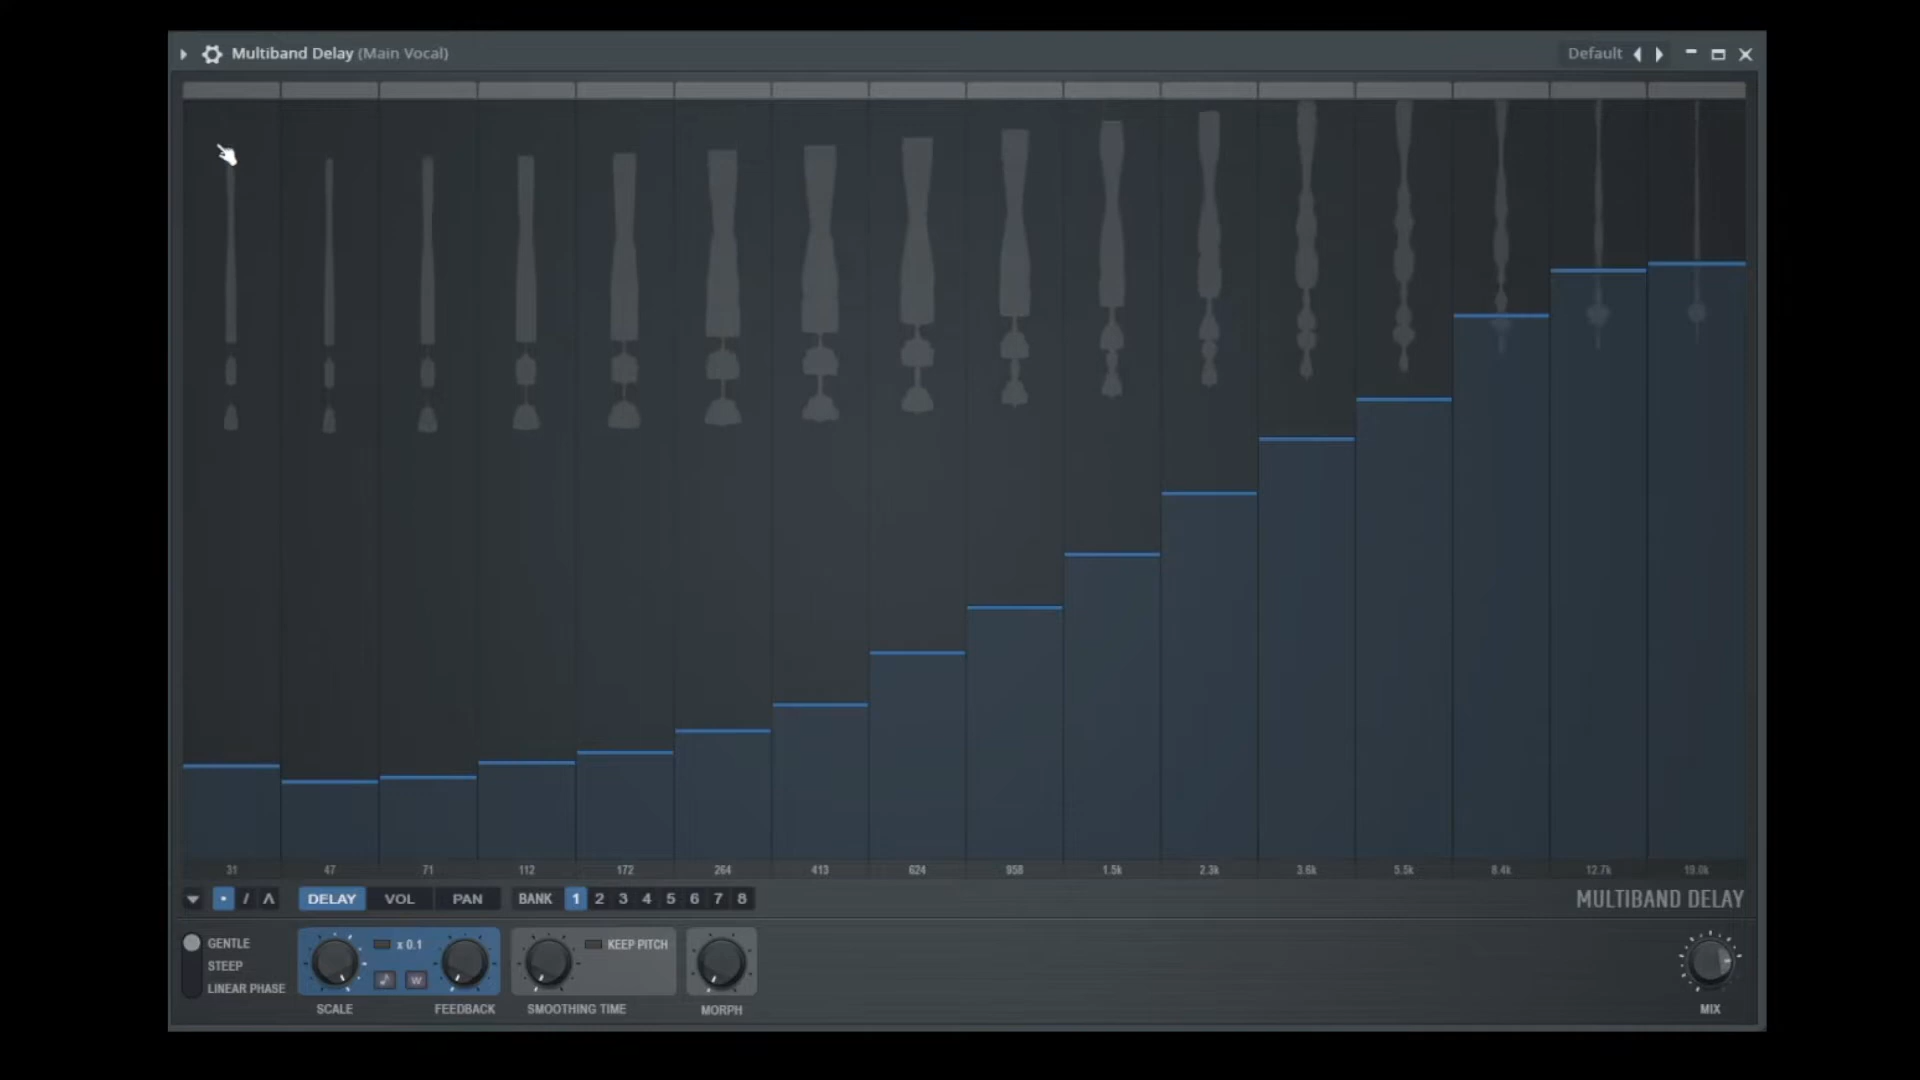 Multiband Delay (Main Vocal) Default
31 47 71 112 172 264 413 624 958 1.5k 2.3k 3.6k 5.5k 8.4k 12.7k 19.0k
DELAY VOL PAN BANK 1 2 3 4 5 6 7 8 MULTIBAND DELAY
GENTLE x 0.1 KEEP PITCH
STEEP
W
LINEAR PHASE
SCALE FEEDBACK SMOOTHING TIME MORPH MIX